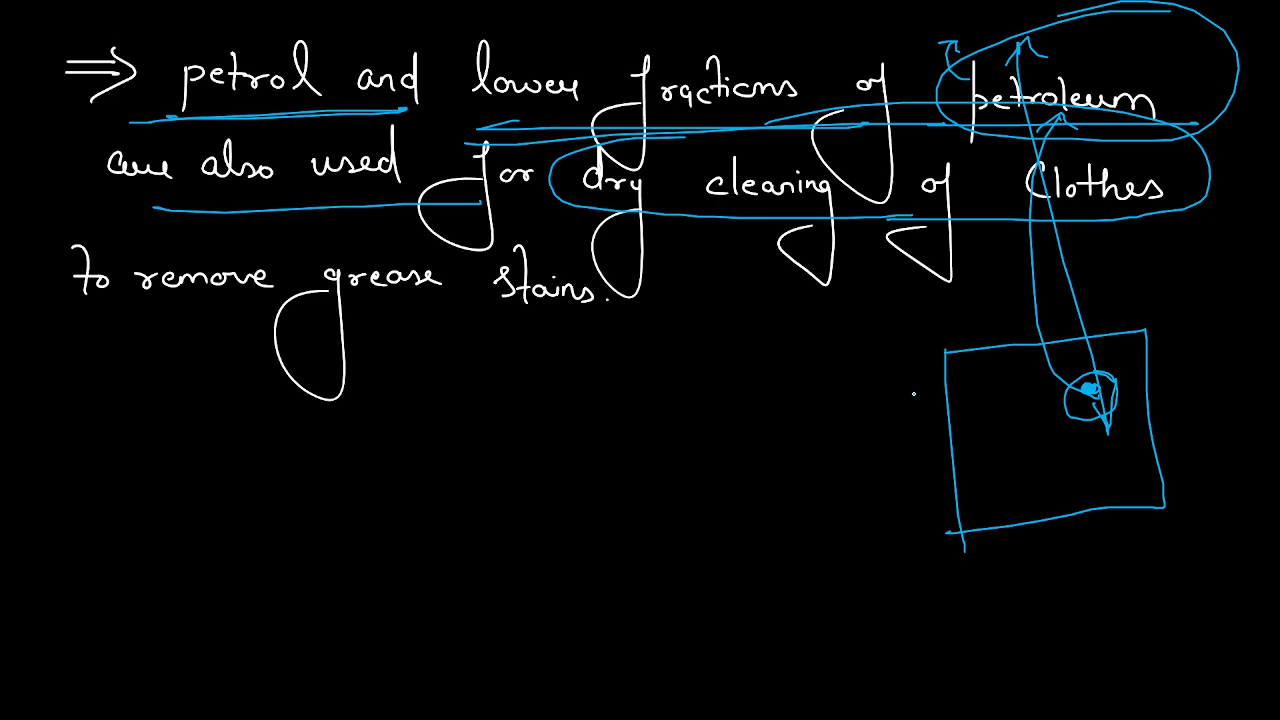 ⇒ petrol and lower fractions of petroleum
are also used for dry cleaning of Clothes
To remove grease stains.